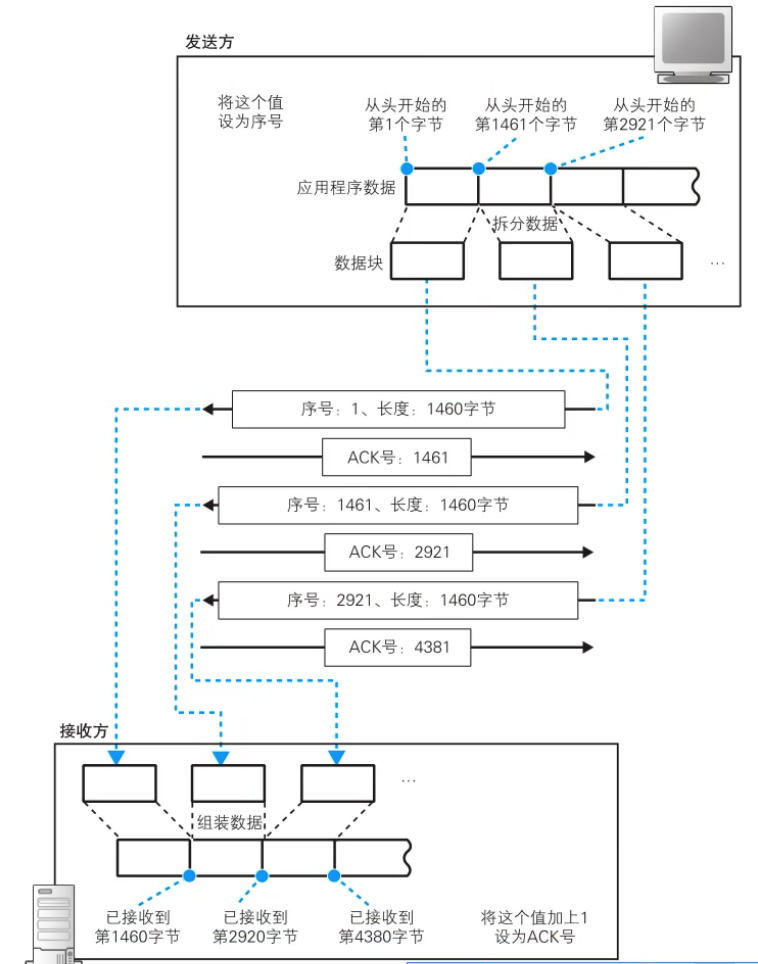 发送方
将这个值
设为序号
从头开始的
第1个字节
从头开始的
第1461个字节
从头开始的
第2921个字节
应用程序数据
拆分数据
数据块
...
序号：1、长度：1460字节
ACK号：1461
序号：1461、长度：1460字节
ACK号：2921
序号：2921、长度：1460字节
ACK号：4381
接收方
...
组装数据
已接收到
第1460字节
已接收到
第2920字节
已接收到
第4380字节
将这个值加上1
设为ACK号